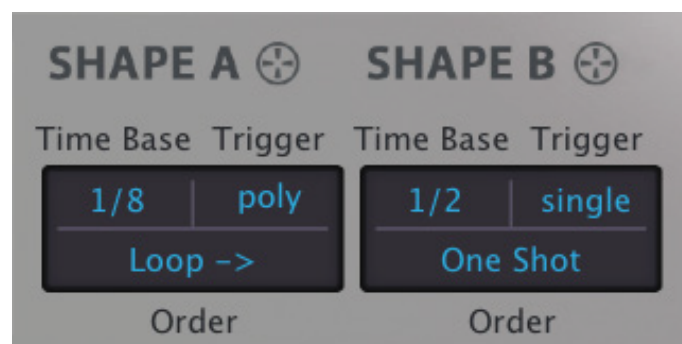 SHAPE A SHAPE B
Time Base Trigger Time Base Trigger
1/8 poly 1/2 single
Loop -> One Shot
Order Order